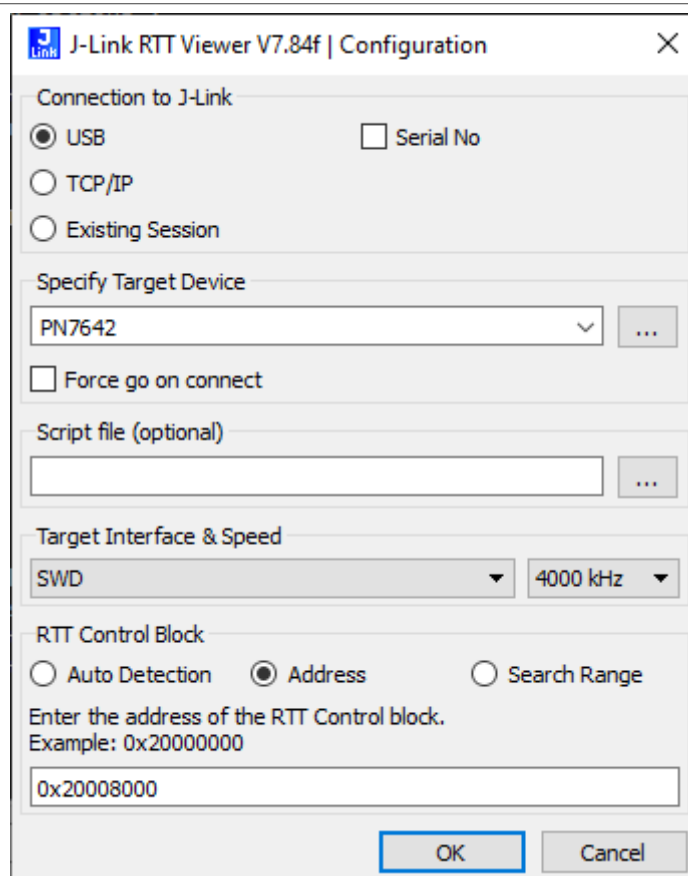 J-Link RTT Viewer V7.84f | Configuration
Connection to J-Link
USB
Serial No
TCP/IP
Existing Session
Specify Target Device
PN7642
...
Force go on connect
Script file (optional)
...
Target Interface & Speed
SWD
4000 kHz
RTT Control Block
Auto Detection
Address
Search Range
Enter the address of the RTT Control block.
Example: 0x20000000
0x20008000
OK
Cancel